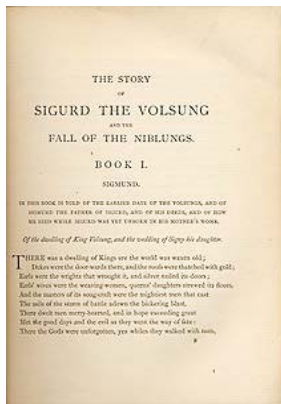 THE STORY
OF
SIGURD THE VOLSUNG
AND THE
FALL OF THE NIBLUNGS.
BOOK I.
SIGMUND.
IN THIS BOOK IS TOLD OF THE EARLIER DAYS OF THE VOLSUNGS, AND OF
SIGMUND THE FATHER OF SIGURD, AND OF HIS DEEDS, AND OF HOW
HE DIED WHILE SIGURD WAS YET UNBORN IN HIS MOTHER'S WOMB.
Of the dwelling of King Volsung, and the wedding of Signy his daughter.
THERE was a dwelling of Kings ere the world was waxen old;
Dukes were the door-wards there, and the roofs were thatched with gold;
Earls were the wrights that wrought it, and silver nailed its doors;
Earls' wives were the weaving-women, queens' daughters strewed its floors,
And the masters of its song-craft were the mightiest men that cast
The sails of the storm of battle adown the bickering blast.
There dwelt men merry-hearted, and in hope exceeding great
Met the good days and the evil as they went the way of fate:
There the Gods were unforgotten, yea whiles they walked with men,
B